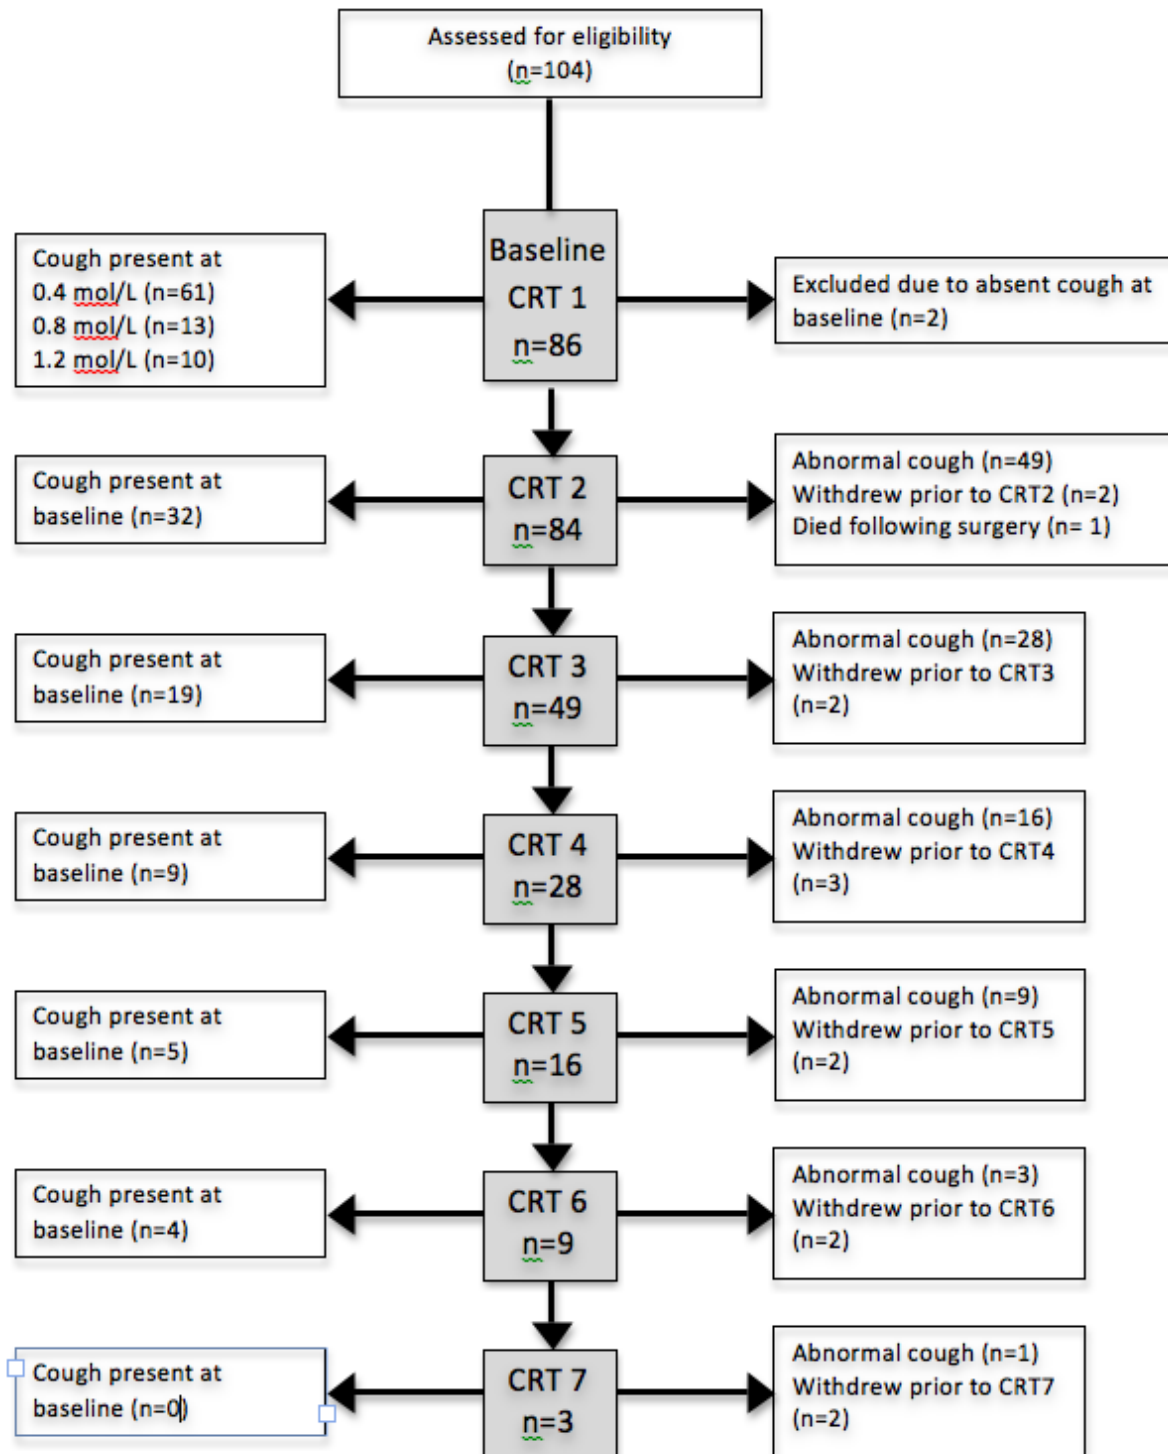 Assessed for eligibility
(n=104)
Baseline
CRT 1
n=86
Cough present at
0.4 mol/L (n=61)
0.8 mol/L (n=13)
1.2 mol/L (n=10)
Excluded due to absent cough at
baseline (n=2)
CRT 2
n=84
Cough present at
baseline (n=32)
Abnormal cough (n=49)
Withdrew prior to CRT2 (n=2)
Died following surgery (n= 1)
CRT 3
n=49
Cough present at
baseline (n=19)
Abnormal cough (n=28)
Withdrew prior to CRT3
(n=2)
CRT 4
n=28
Cough present at
baseline (n=9)
Abnormal cough (n=16)
Withdrew prior to CRT4
(n=3)
CRT 5
n=16
Cough present at
baseline (n=5)
Abnormal cough (n=9)
Withdrew prior to CRT5
(n=2)
CRT 6
n=9
Cough present at
baseline (n=4)
Abnormal cough (n=3)
Withdrew prior to CRT6
(n=2)
CRT 7
n=3
Cough present at
baseline (n=0)
Abnormal cough (n=1)
Withdrew prior to CRT7
(n=2)